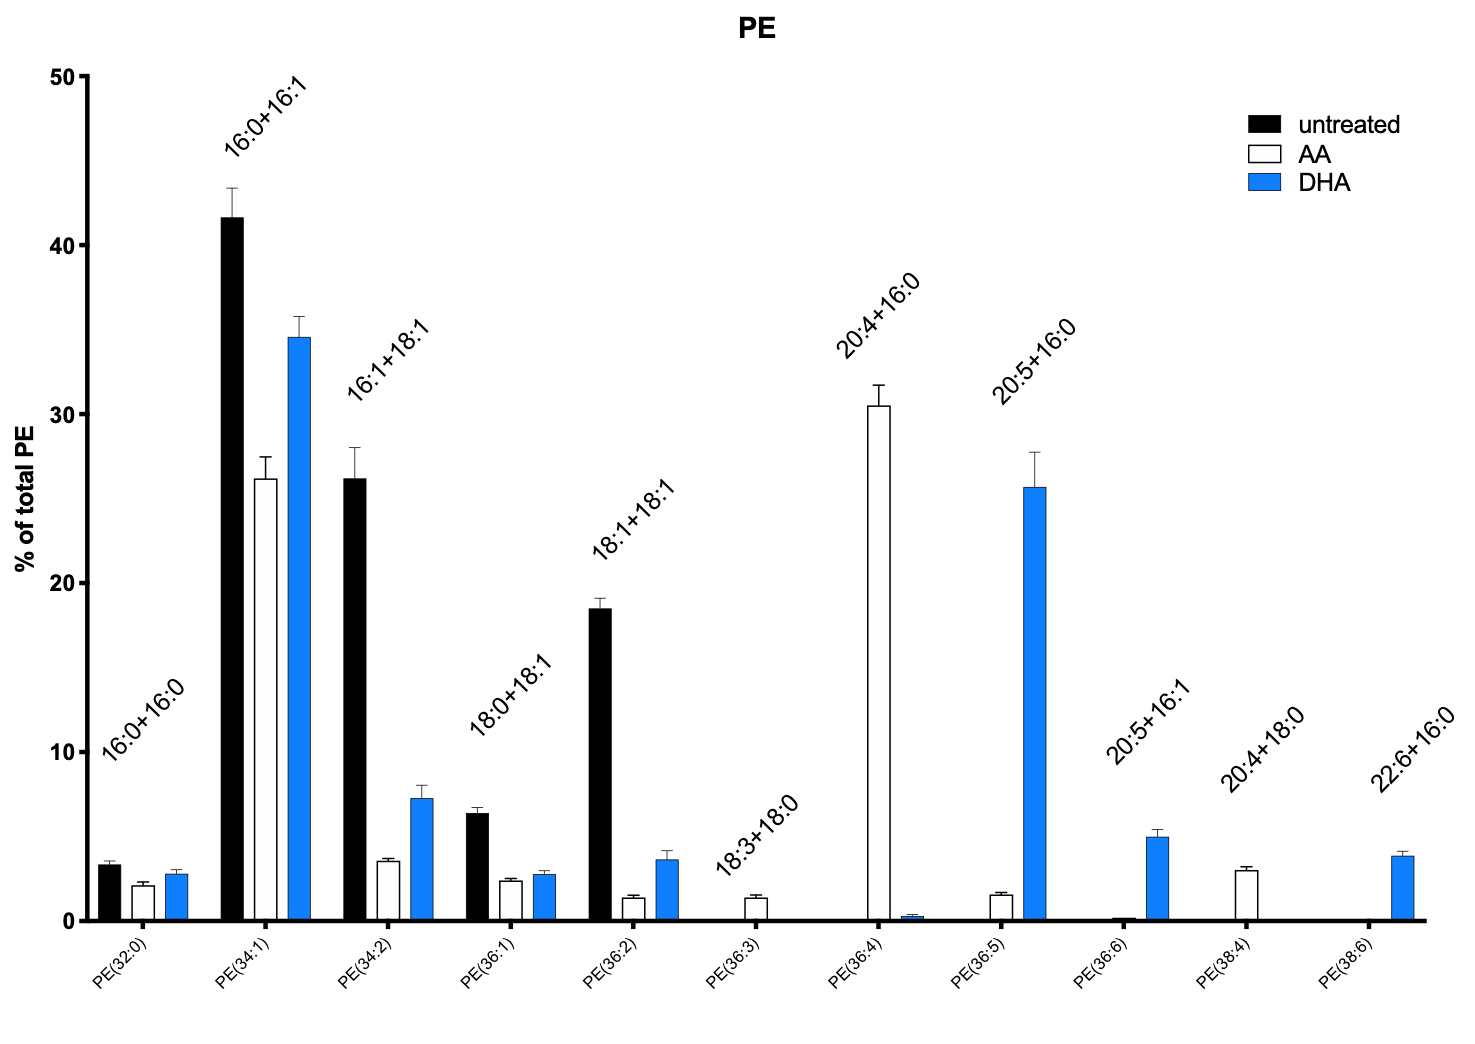 PE
untreated
AA
DHA
% of total PE
50
40
30
20
10
0
16:0+16:0
16:0+16:1
16:1+18:1
18:0+18:1
18:1+18:1
18:3+18:0
20:4+16:0
20:5+16:0
20:5+16:1
20:4+18:0
22:6+16:0
PE(32:0)
PE(34:1)
PE(34:2)
PE(36:1)
PE(36:2)
PE(36:3)
PE(36:4)
PE(36:5)
PE(36:6)
PE(38:4)
PE(38:6)